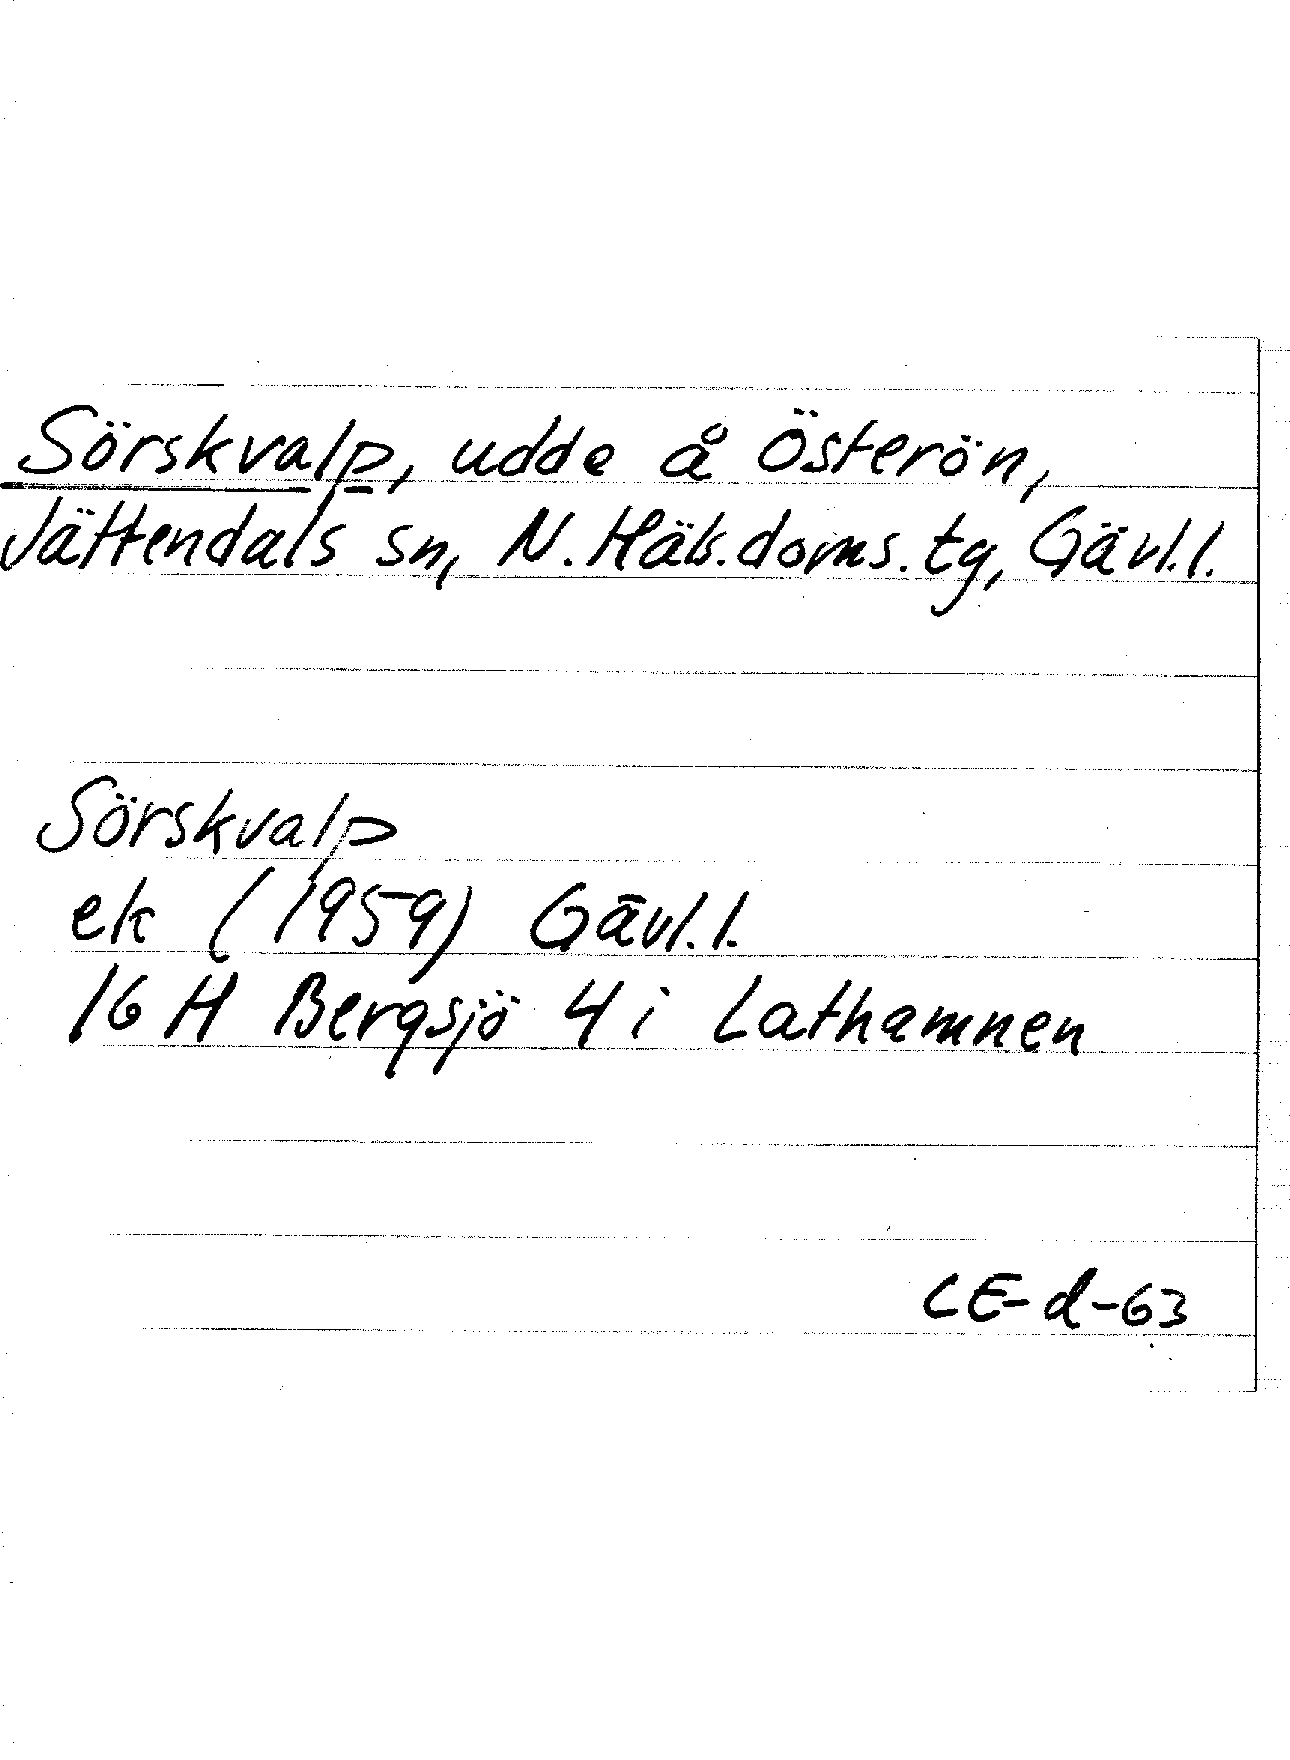 Sörskvalp, udde å Österön,
Jättendals sn, N. Häls. doms. tg, Gävl. l.
Sörskvalp
ek (1959) Gävl. l.
16 H Bergsjö 4 i Lathamnen
CE-d-63